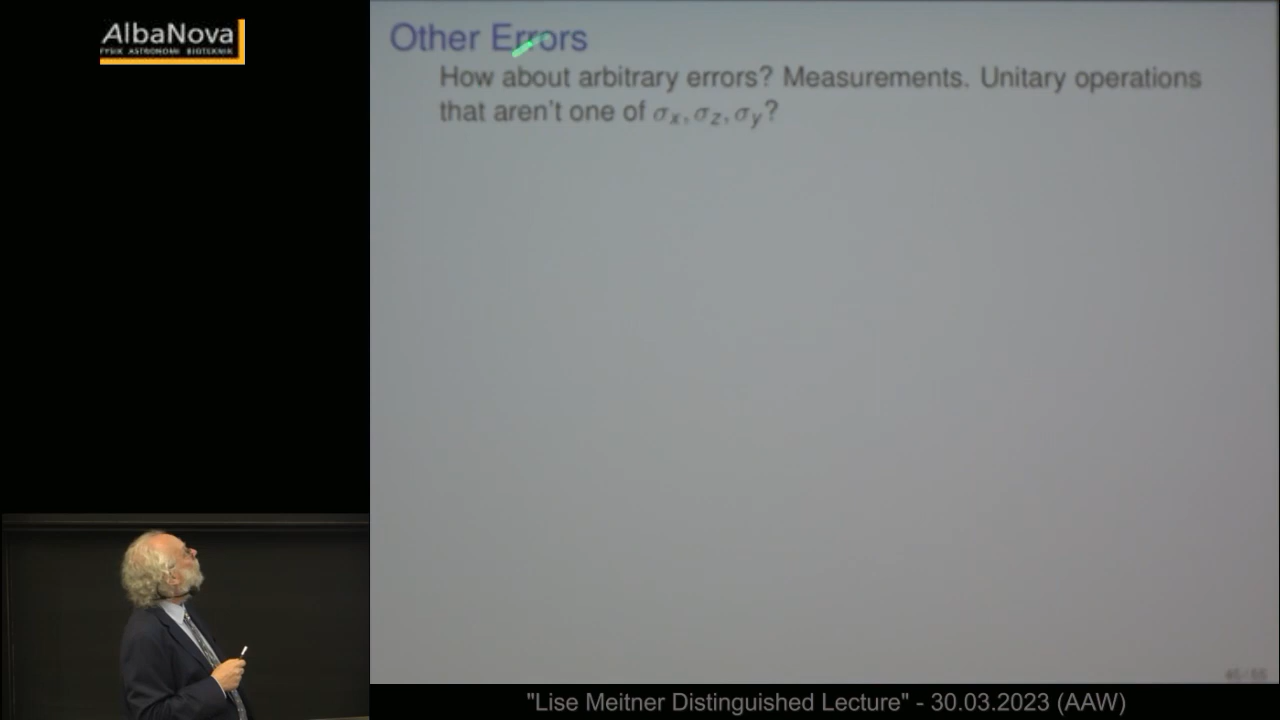 AlbaNova
FYSIK ASTRONOMI BIOTEKNIK
Other Errors
How about arbitrary errors? Measurements. Unitary operations
that aren't one of σx, σz, σy?
"Lise Meitner Distinguished Lecture" - 30.03.2023 (AAW)